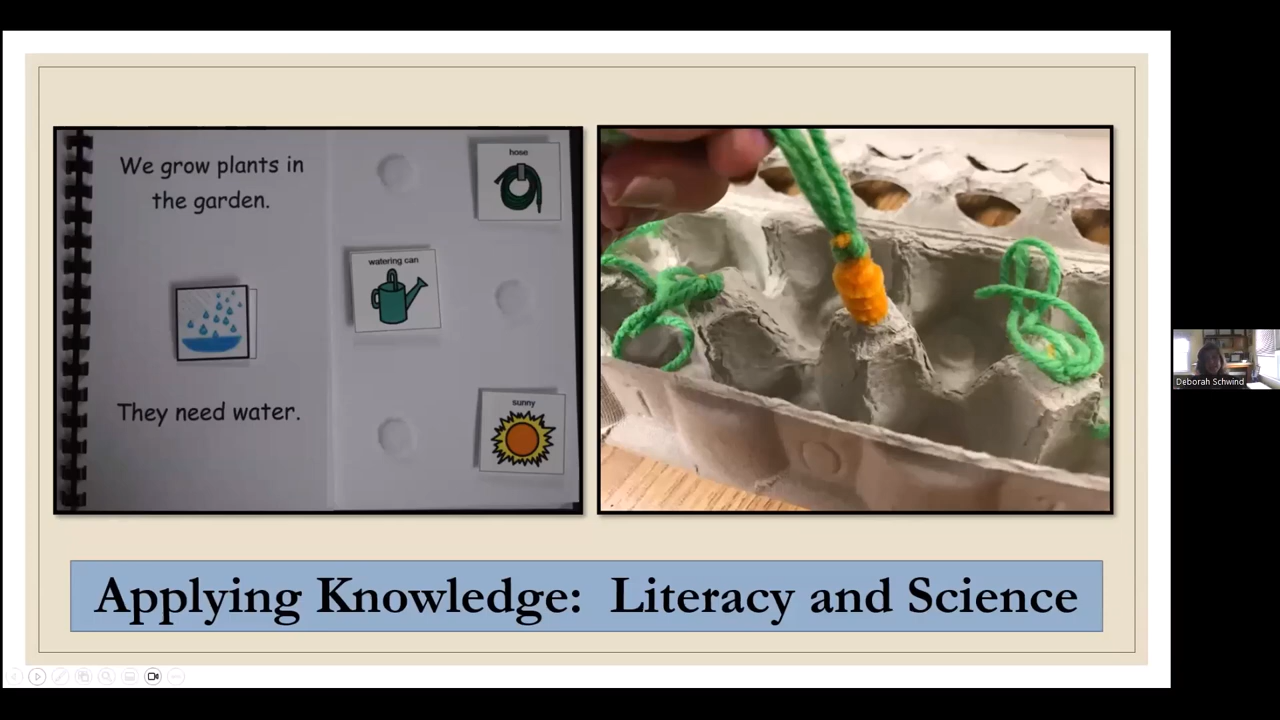 We grow plants in
the garden.
They need water.
hose
watering can
sunny
Applying Knowledge:  Literacy and Science
Deborah Schwind